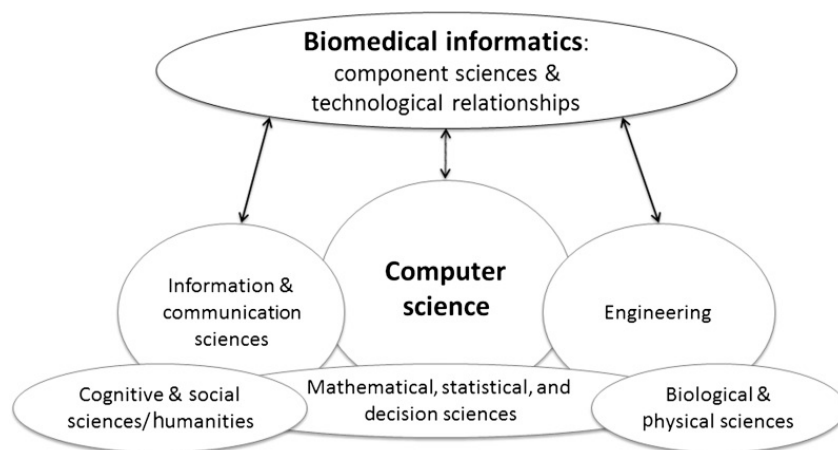 Biomedical informatics:
component sciences &
technological relationships
Information &
communication
sciences
Computer
science
Engineering
Cognitive & social
sciences/humanities
Mathematical, statistical, and
decision sciences
Biological &
physical sciences